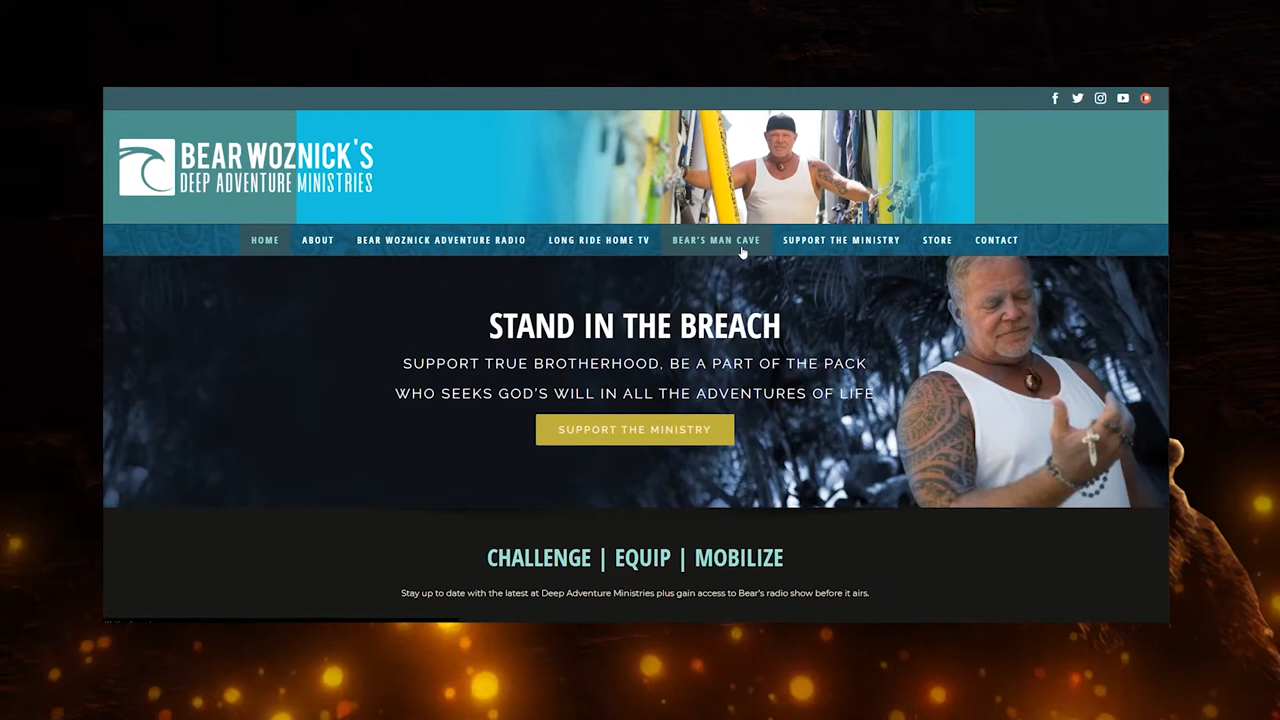 BEAR WOZNICK'S
DEEP ADVENTURE MINISTRIES
HOME ABOUT BEAR WOZNICK ADVENTURE RADIO LONG RIDE HOME TV BEAR'S MAN CAVE SUPPORT THE MINISTRY STORE CONTACT
STAND IN THE BREACH
SUPPORT TRUE BROTHERHOOD, BE A PART OF THE PACK
WHO SEEKS GOD'S WILL IN ALL THE ADVENTURES OF LIFE
SUPPORT THE MINISTRY
CHALLENGE | EQUIP | MOBILIZE
Stay up to date with the latest at Deep Adventure Ministries plus gain access to Bear's radio show before it airs.